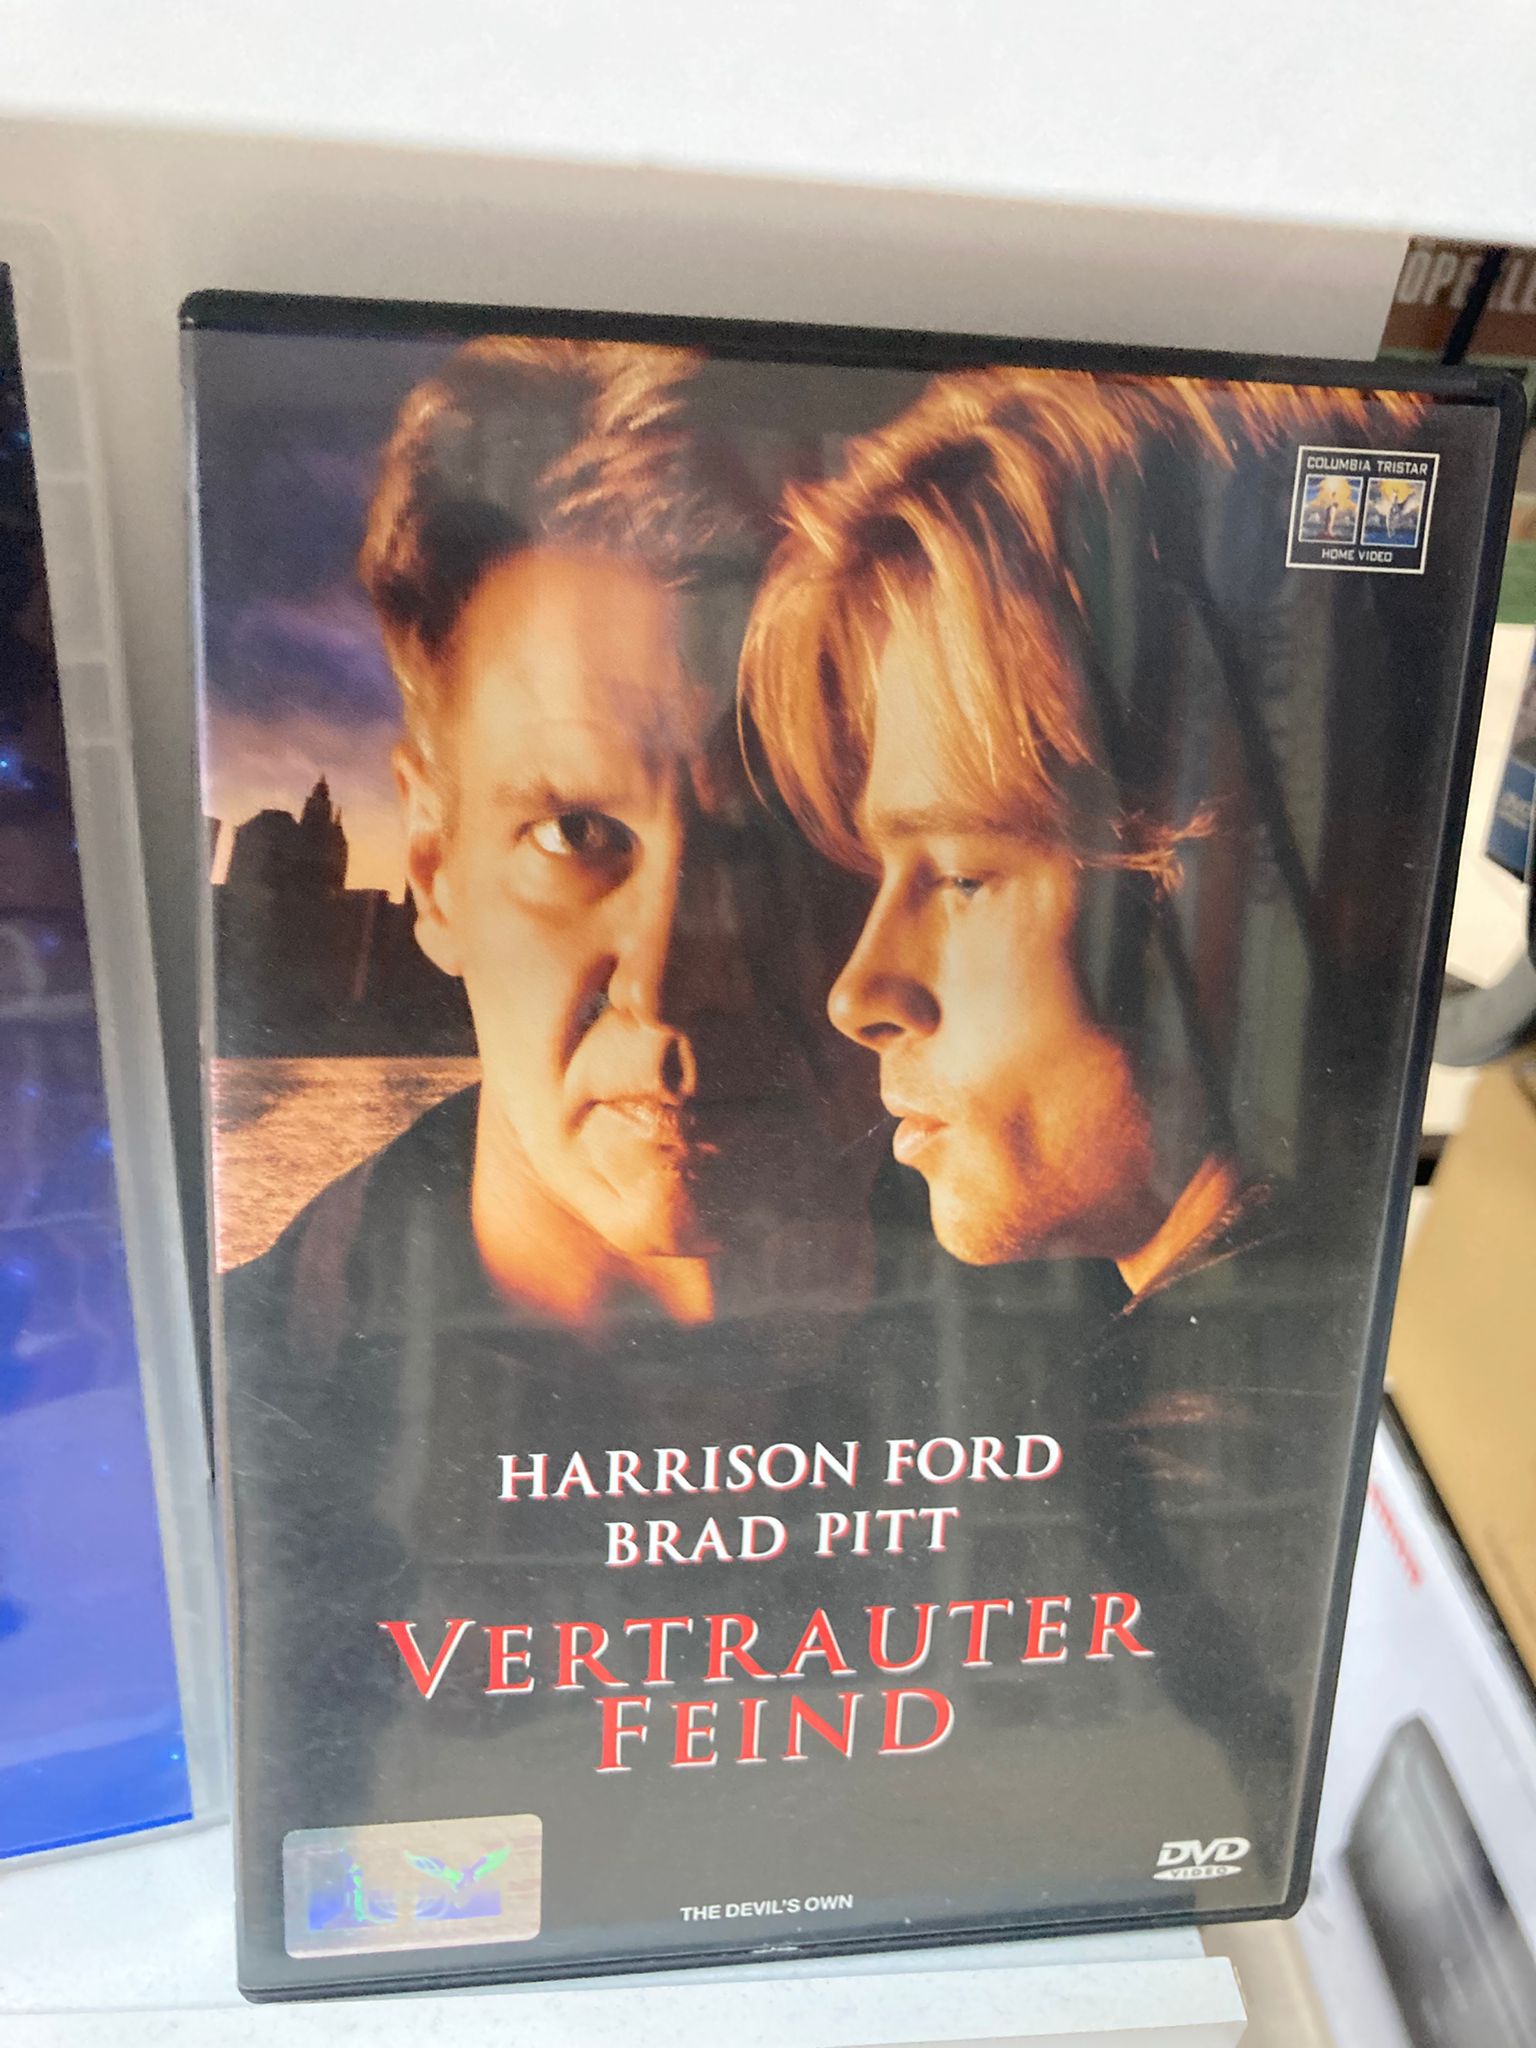 COLUMBIA TRISTAR
HOME VIDEO
HARRISON FORD
BRAD PITT
VERTRAUTER
FEIND
DVD
VIDEO
THE DEVIL'S OWN